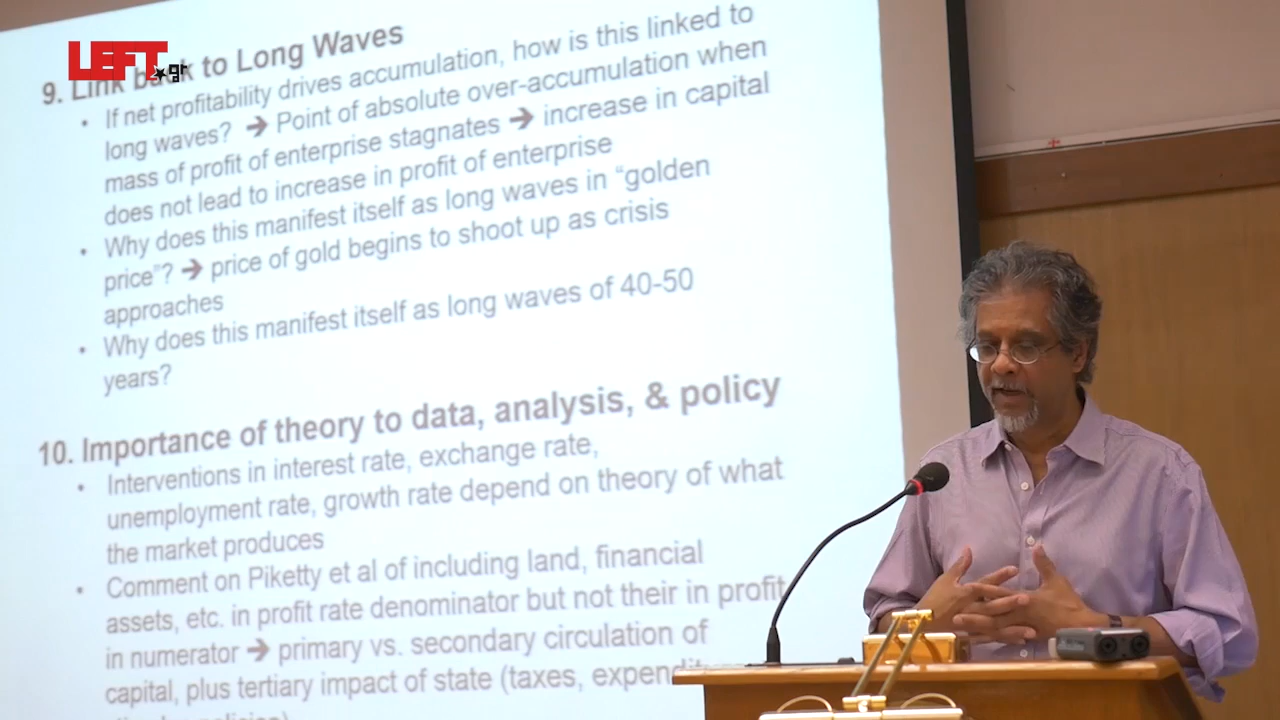 LEFT.gr
9. Link back to Long Waves
• If net profitability drives accumulation, how is this linked to
long waves? ➔ Point of absolute over-accumulation when
mass of profit of enterprise stagnates ➔ increase in capital
does not lead to increase in profit of enterprise
• Why does this manifest itself as long waves in “golden
price”? ➔ price of gold begins to shoot up as crisis
approaches
• Why does this manifest itself as long waves of 40-50
years?
10. Importance of theory to data, analysis, & policy
• Interventions in interest rate, exchange rate,
unemployment rate, growth rate depend on theory of what
the market produces
• Comment on Piketty et al of including land, financial
assets, etc. in profit rate denominator but not their in profit
in numerator ➔ primary vs. secondary circulation of
capital, plus tertiary impact of state (taxes,